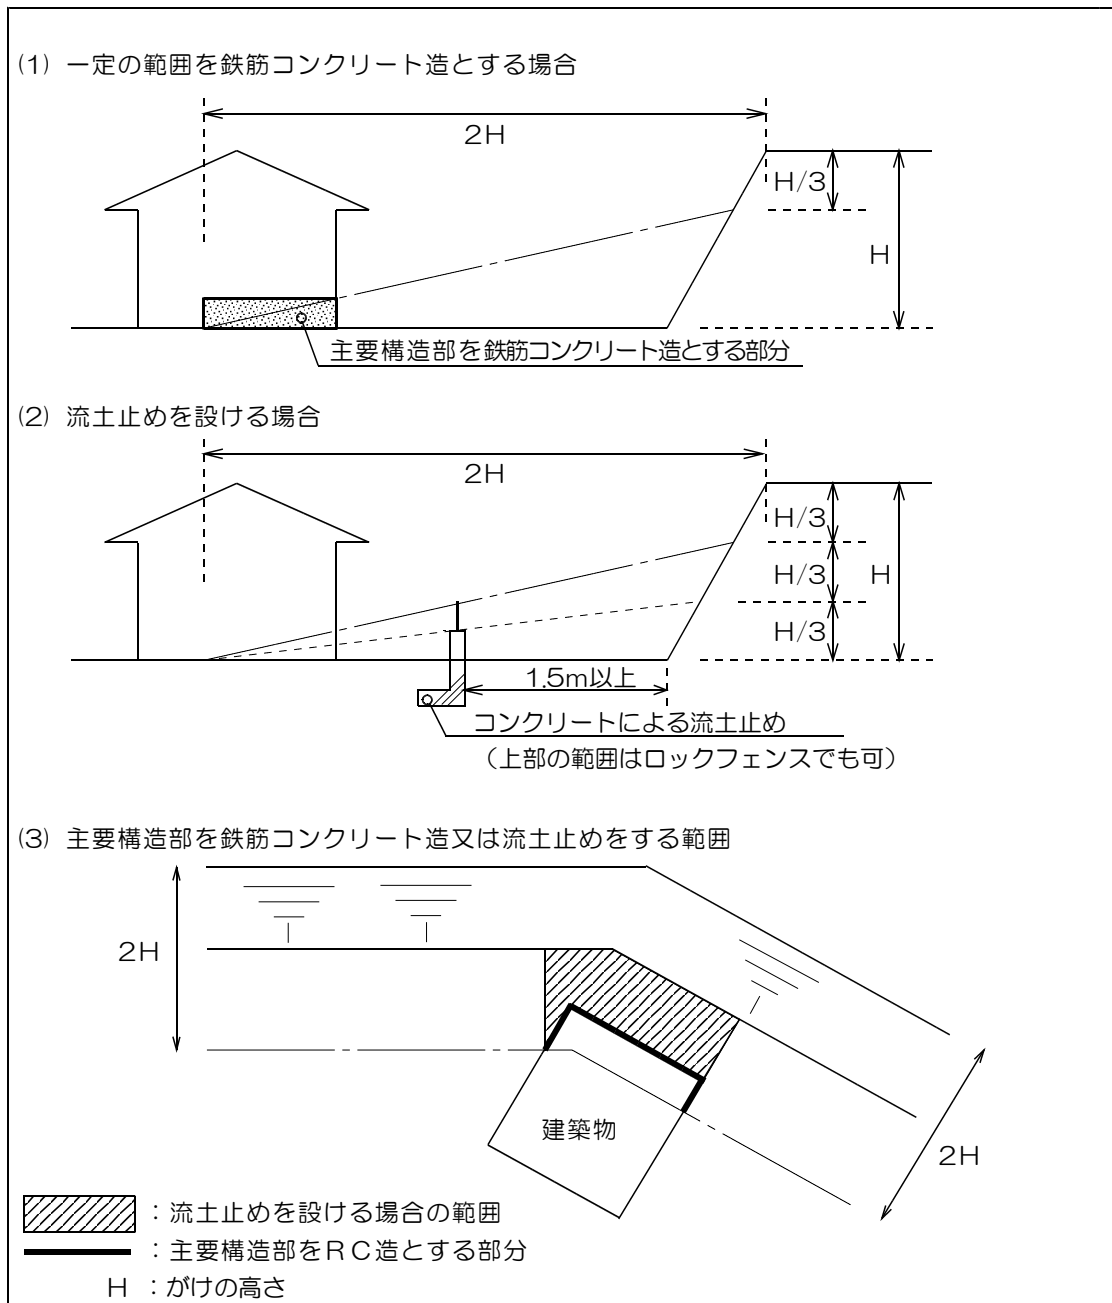 (1) 一定の範囲を鉄筋コンクリート造とする場合
2H
H/3
H
主要構造部を鉄筋コンクリート造とする部分
(2) 流土止めを設ける場合
2H
H/3
H/3
H
H/3
1.5m以上
コンクリートによる流土止め
（上部の範囲はロックフェンスでも可）
(3) 主要構造部を鉄筋コンクリート造又は流土止めをする範囲
2H
建築物
2H
：流土止めを設ける場合の範囲
：主要構造部をRC造とする部分
H ：がけの高さ